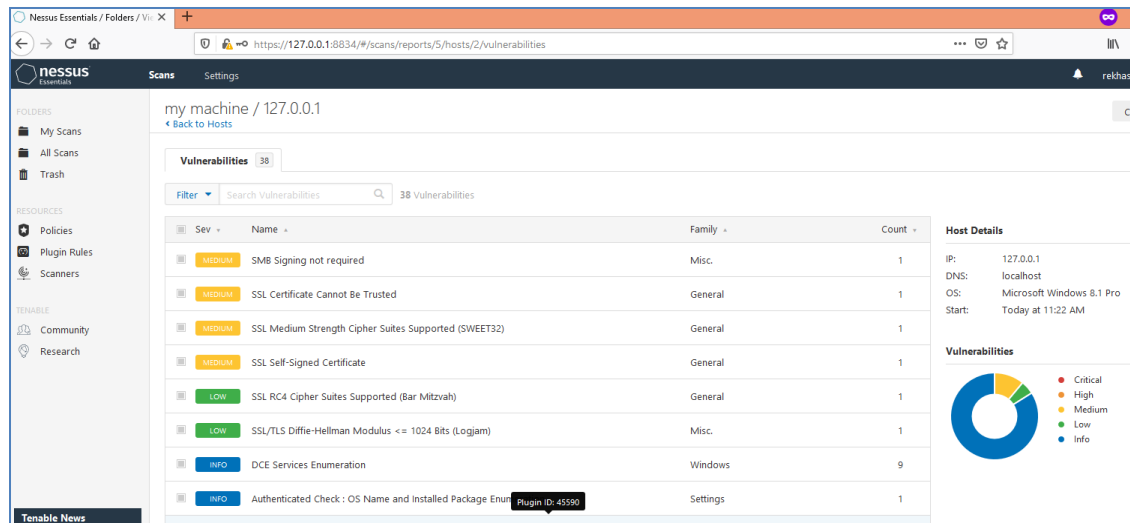 Nessus Essentials / Folders / Vie
https://127.0.0.1:8834/#/scans/reports/5/hosts/2/vulnerabilities
nessus Essentials
Scans Settings
rekhas
FOLDERS
My Scans
All Scans
Trash
RESOURCES
Policies
Plugin Rules
Scanners
TENABLE
Community
Research
Tenable News
my machine / 127.0.0.1
Back to Hosts
C
Vulnerabilities 38
Filter Search Vulnerabilities 38 Vulnerabilities
Sev Name Family Count
MEDIUM SMB Signing not required Misc. 1
MEDIUM SSL Certificate Cannot Be Trusted General 1
MEDIUM SSL Medium Strength Cipher Suites Supported (SWEET32) General 1
MEDIUM SSL Self-Signed Certificate General 1
LOW SSL RC4 Cipher Suites Supported (Bar Mitzvah) General 1
LOW SSL/TLS Diffie-Hellman Modulus <= 1024 Bits (Logjam) Misc. 1
INFO DCE Services Enumeration Windows 9
INFO Authenticated Check : OS Name and Installed Package Enum Settings 1
Plugin ID: 45590
Host Details
IP: 127.0.0.1
DNS: localhost
OS: Microsoft Windows 8.1 Pro
Start: Today at 11:22 AM
Vulnerabilities
Critical
High
Medium
Low
Info